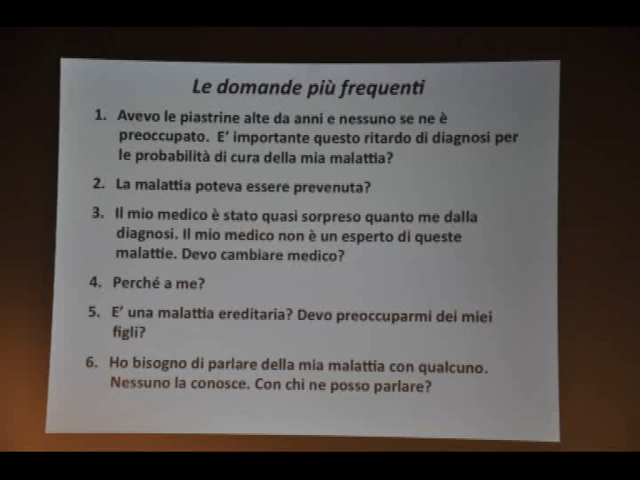 Le domande più frequenti
1. Avevo le piastrine alte da anni e nessuno se ne è
preoccupato. E' importante questo ritardo di diagnosi per
le probabilità di cura della mia malattia?
2. La malattia poteva essere prevenuta?
3. Il mio medico è stato quasi sorpreso quanto me dalla
diagnosi. Il mio medico non è un esperto di queste
malattie. Devo cambiare medico?
4. Perché a me?
5. E' una malattia ereditaria? Devo preoccuparmi dei miei
figli?
6. Ho bisogno di parlare della mia malattia con qualcuno.
Nessuno la conosce. Con chi ne posso parlare?